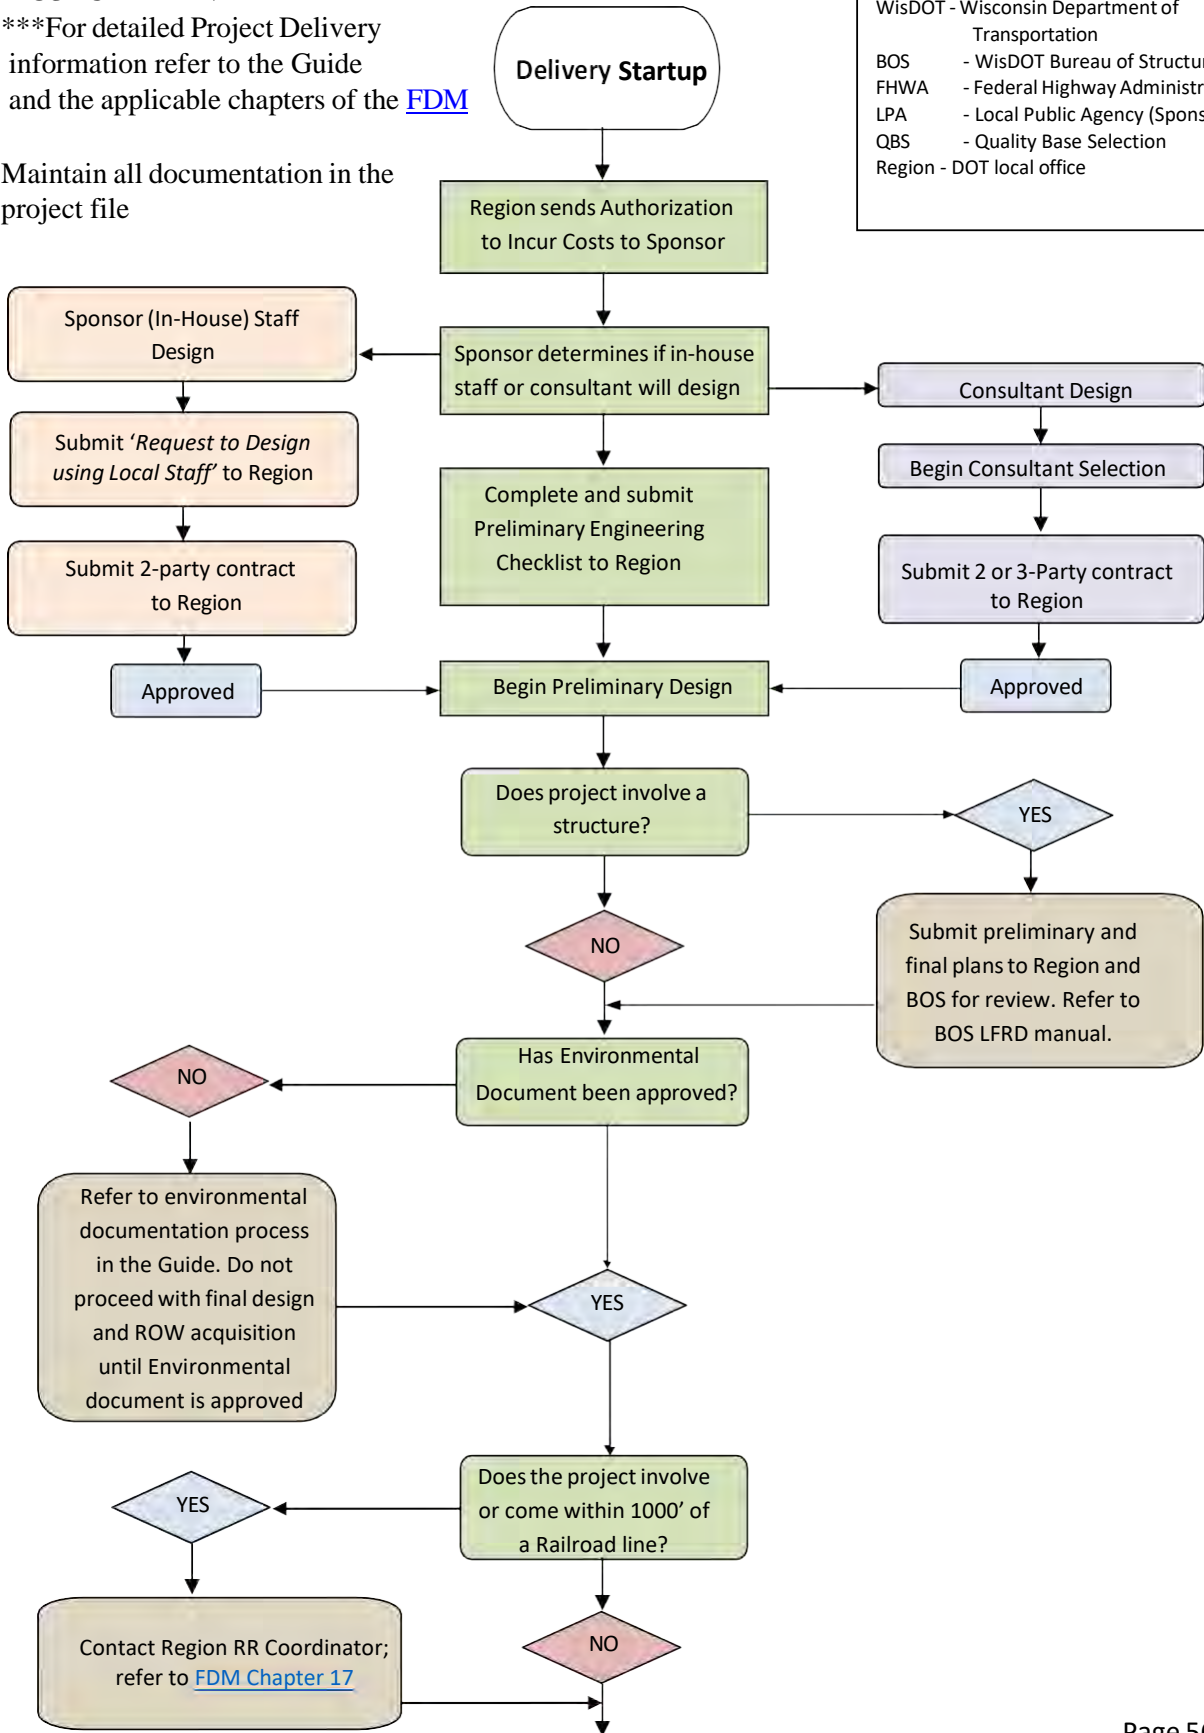 ***For detailed Project Delivery
information refer to the Guide
and the applicable chapters of the FDM
Maintain all documentation in the
project file
WisDOT - Wisconsin Department of
Transportation
BOS - WisDOT Bureau of Structu
FHWA - Federal Highway Administr
LPA - Local Public Agency (Spons
QBS - Quality Base Selection
Region - DOT local office
Delivery Startup
Region sends Authorization
to Incur Costs to Sponsor
Sponsor determines if in-house
staff or consultant will design
Sponsor (In-House) Staff
Design
Submit ‘Request to Design
using Local Staff’ to Region
Submit 2-party contract
to Region
Approved
Consultant Design
Begin Consultant Selection
Submit 2 or 3-Party contract
to Region
Approved
Complete and submit
Preliminary Engineering
Checklist to Region
Begin Preliminary Design
Does project involve a
structure?
YES
Submit preliminary and
final plans to Region and
BOS for review. Refer to
BOS LFRD manual.
NO
Has Environmental
Document been approved?
NO
Refer to environmental
documentation process
in the Guide. Do not
proceed with final design
and ROW acquisition
until Environmental
document is approved
YES
Does the project involve
or come within 1000’ of
a Railroad line?
YES
Contact Region RR Coordinator;
refer to FDM Chapter 17
NO
Page 5